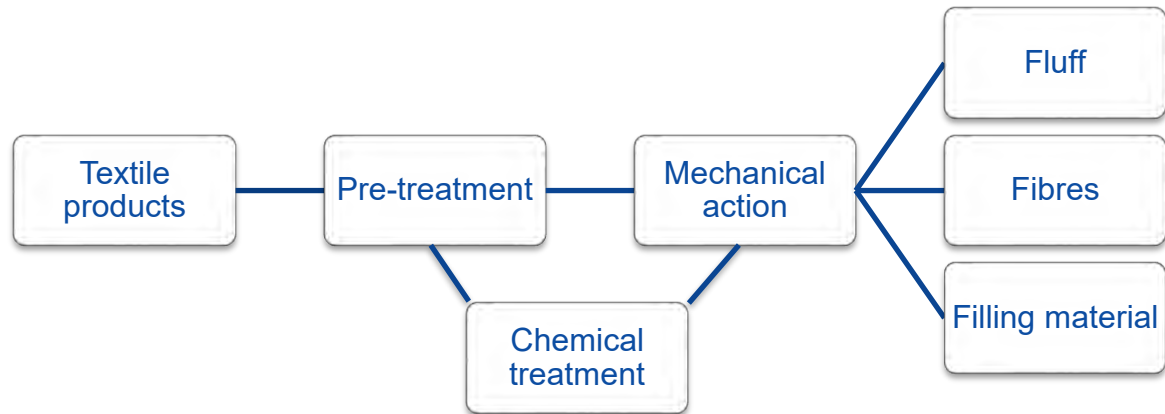 Fluff
Textile
products
Pre-treatment
Mechanical
action
Fibres
Filling material
Chemical
treatment